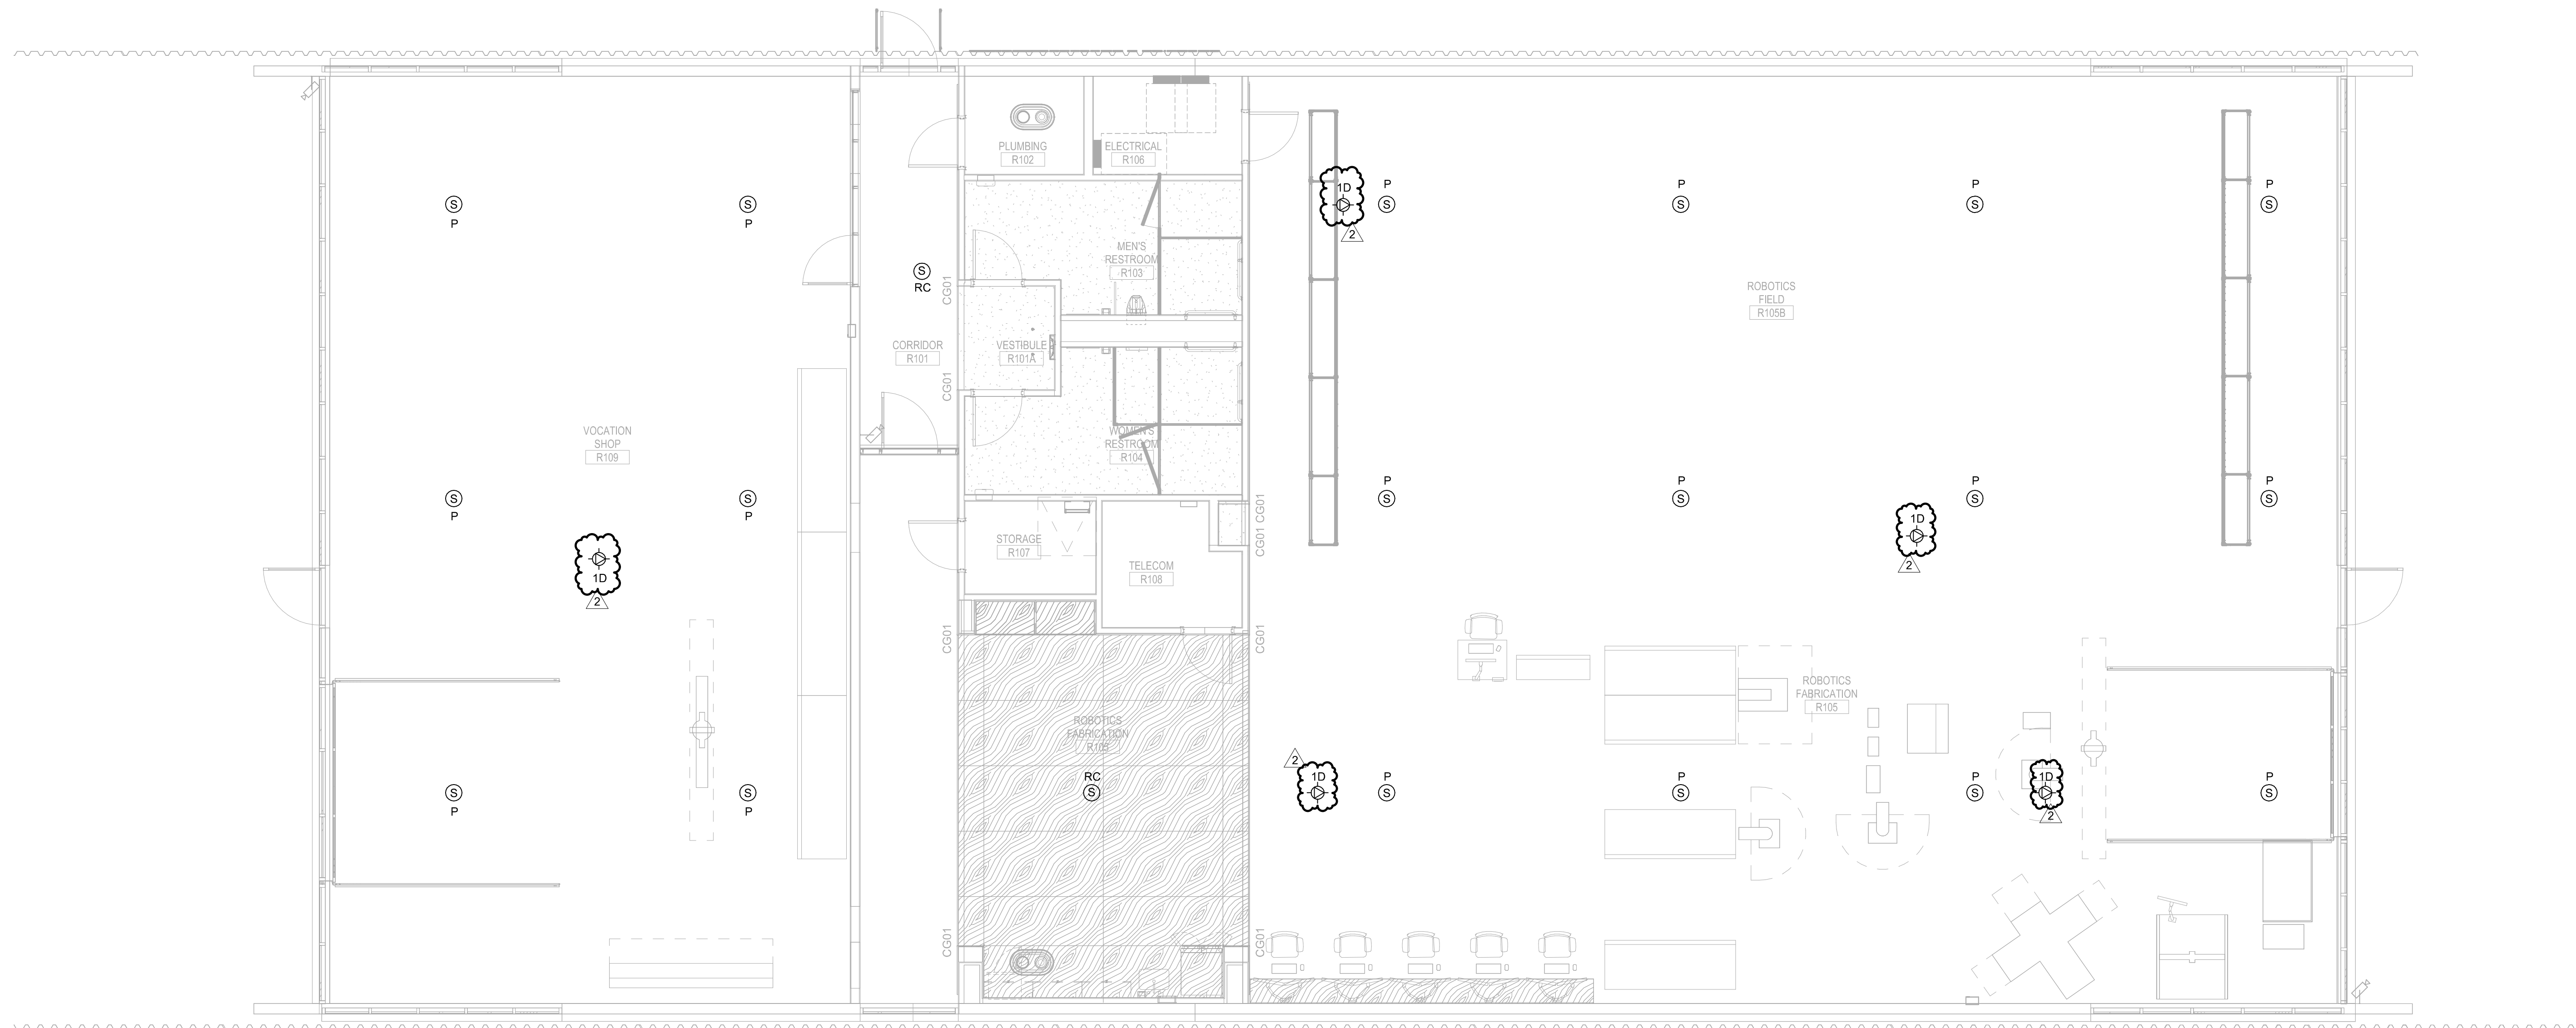 PLUMBING
R102
ELECTRICAL
R106
1D
2
P
S
P
S
P
S
P
S
S
P
S
P
MEN'S
RESTROOM
R103
S
RC
CG01
ROBOTICS
FIELD
R105B
CORRIDOR
R101
VESTIBULE
R101A
CG01
VOCATION
SHOP
R109
WOMEN'S
RESTROOM
R104
S
P
S
P
P
S
P
S
P
S
P
S
CG01 CG01
1D
2
1D
2
STORAGE
R107
TELECOM
R108
CG01
CG01
ROBOTICS
FABRICATION
R105
ROBOTICS
FABRICATION
R105
2
1D
RC
S
P
S
P
S
P
S
1D
2
P
S
S
P
S
P
CG01
CG01